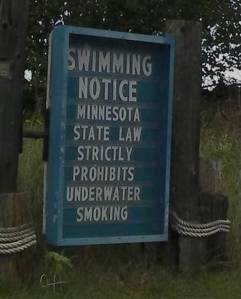 SWIMMING
NOTICE
MINNESOTA
STATE LAW
STRICTLY
PROHIBITS
UNDERWATER
SMOKING